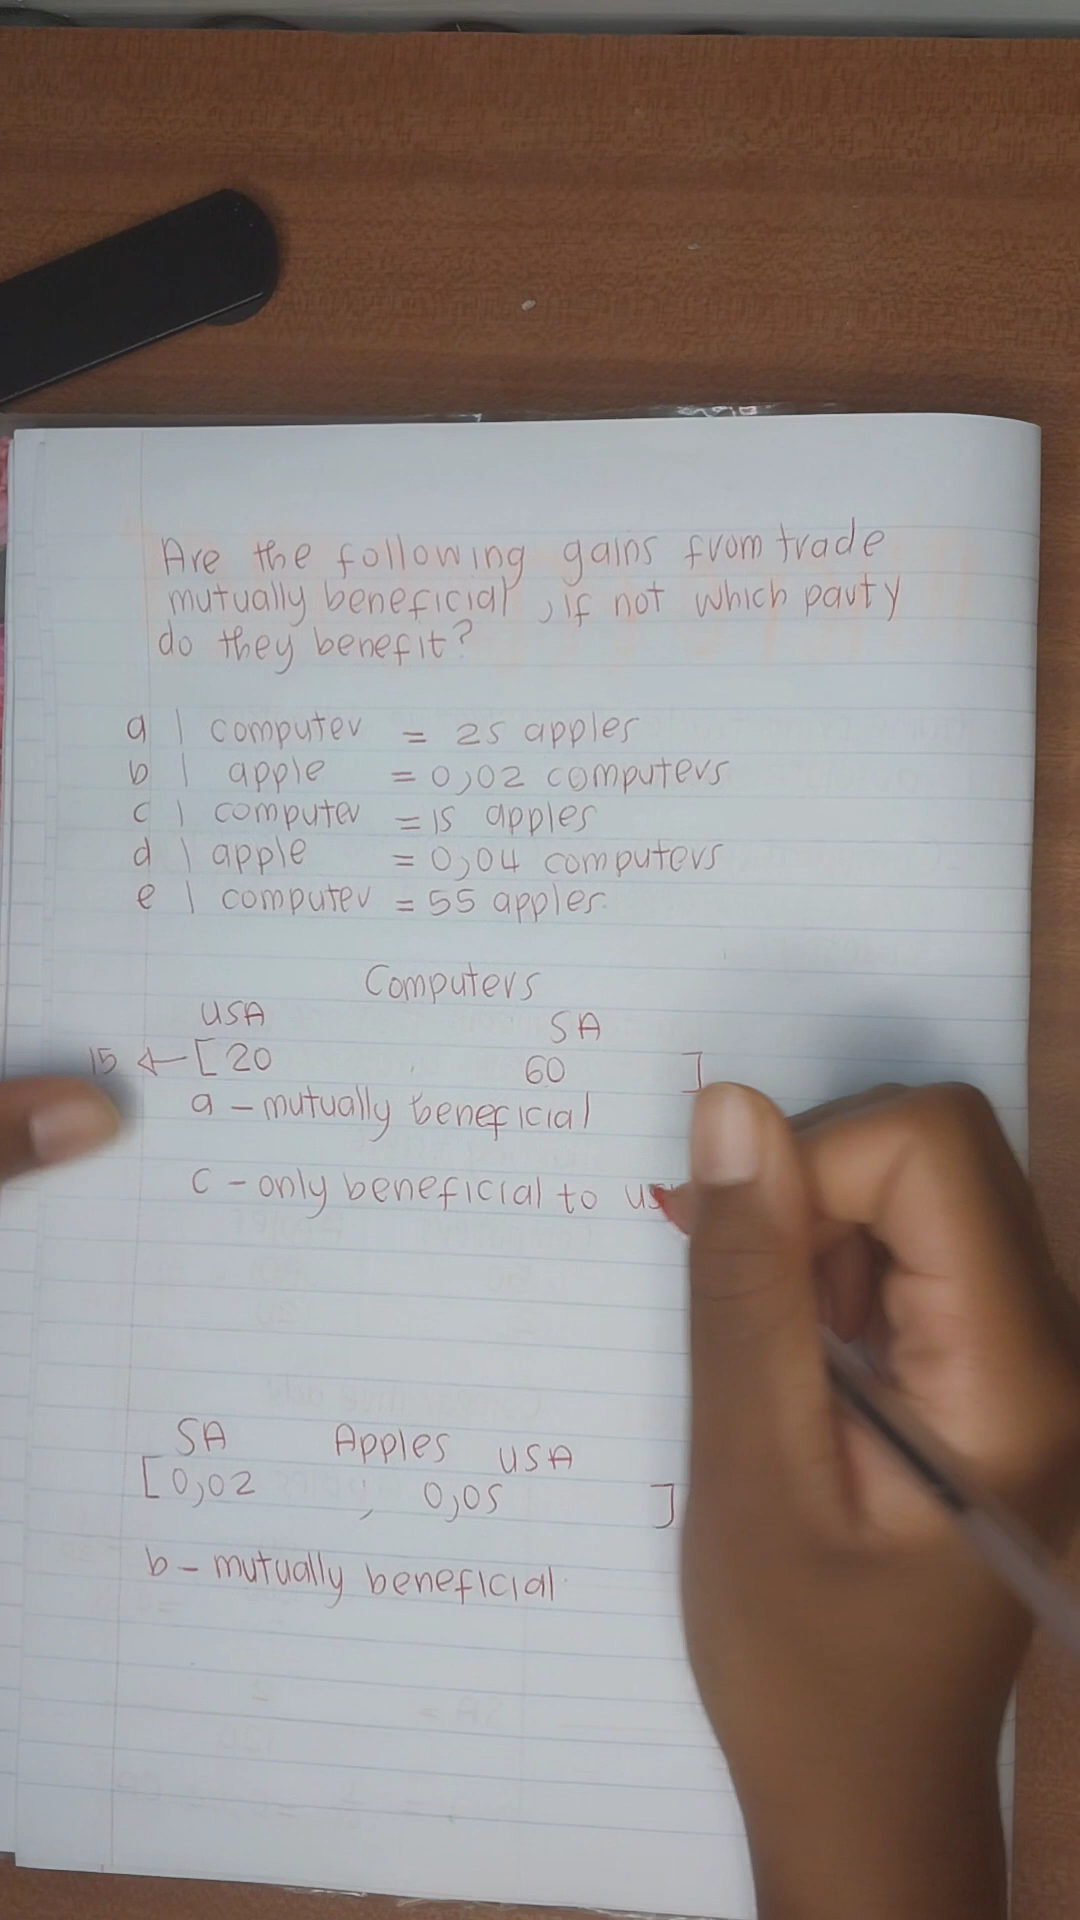 Are the following gains from trade
mutually beneficial, if not which party
do they benefit?
a 1 computer = 25 apples
b 1 apple = 0,02 computers
c 1 computer = 15 apples
d 1 apple = 0,04 computers
e 1 computer = 55 apples.
Computers
USA SA
15 ← [20 60 ]
a - mutually beneficial
c - only beneficial to
SA Apples USA
[0,02 ; 0,05 ]
b - mutually beneficial.